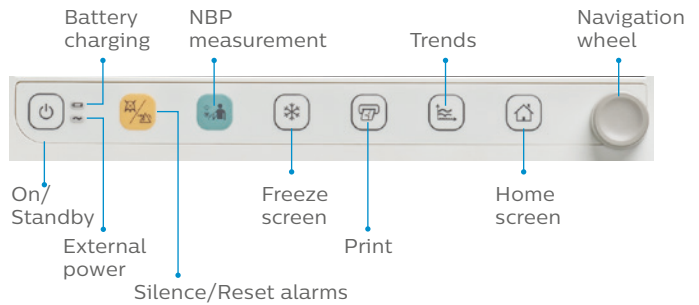 Battery
charging
NBP
measurement
Trends
Navigation
wheel
On/
Standby
External
power
Silence/Reset alarms
Freeze
screen
Print
Home
screen